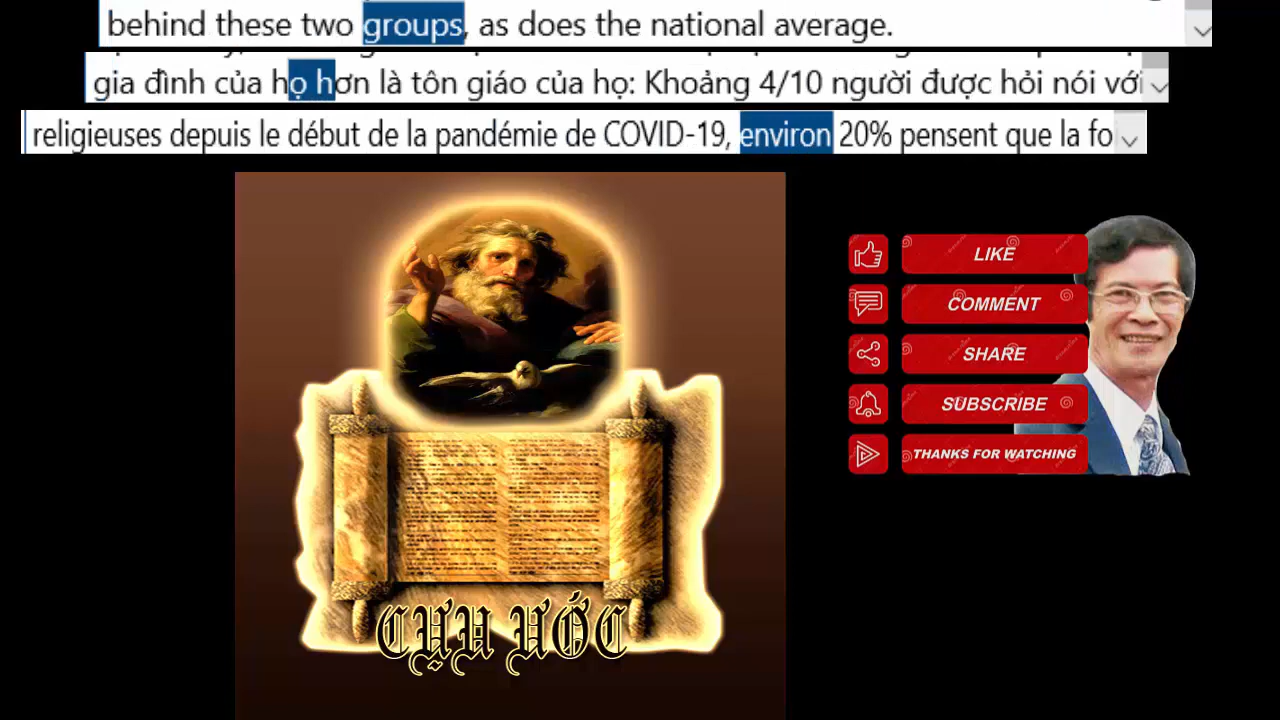 behind these two groups, as does the national average.
gia đình của họ hơn là tôn giáo của họ: Khoảng 4/10 người được hỏi nói với
religieuses depuis le début de la pandémie de COVID-19, environ 20% pensent que la fo
LIKE
COMMENT
SHARE
SUBSCRIBE
THANKS FOR WATCHING
CỰU ƯỚC